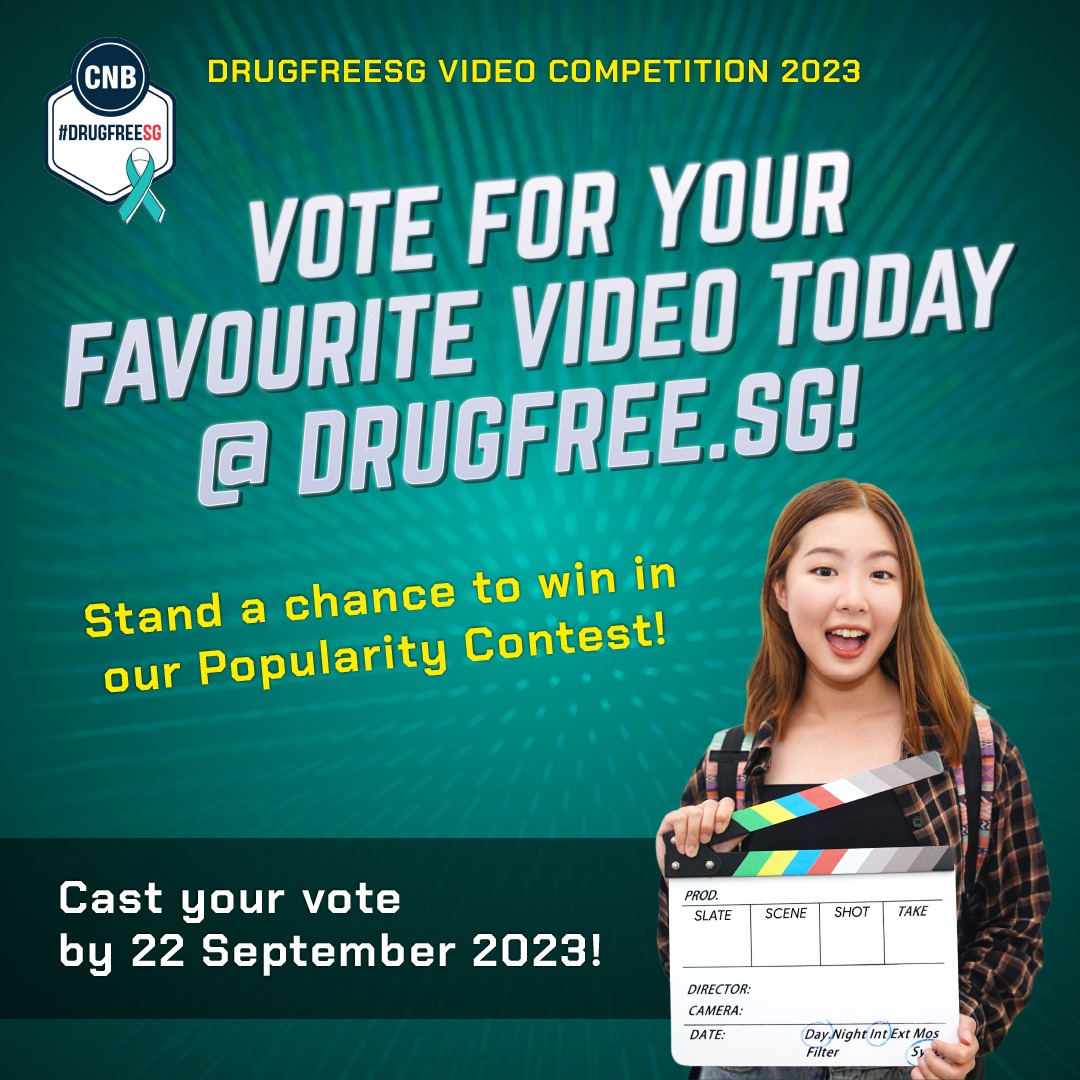 CNB
#DRUGFREESG
DRUGFREESG VIDEO COMPETITION 2023
VOTE FOR YOUR
FAVOURITE VIDEO TODAY
@ DRUGFREE.SG!
Stand a chance to win in
our Popularity Contest!
Cast your vote
by 22 September 2023!
PROD.
SLATE SCENE SHOT TAKE
DIRECTOR:
CAMERA:
DATE: Day.Night Int Ext Mos
Filter